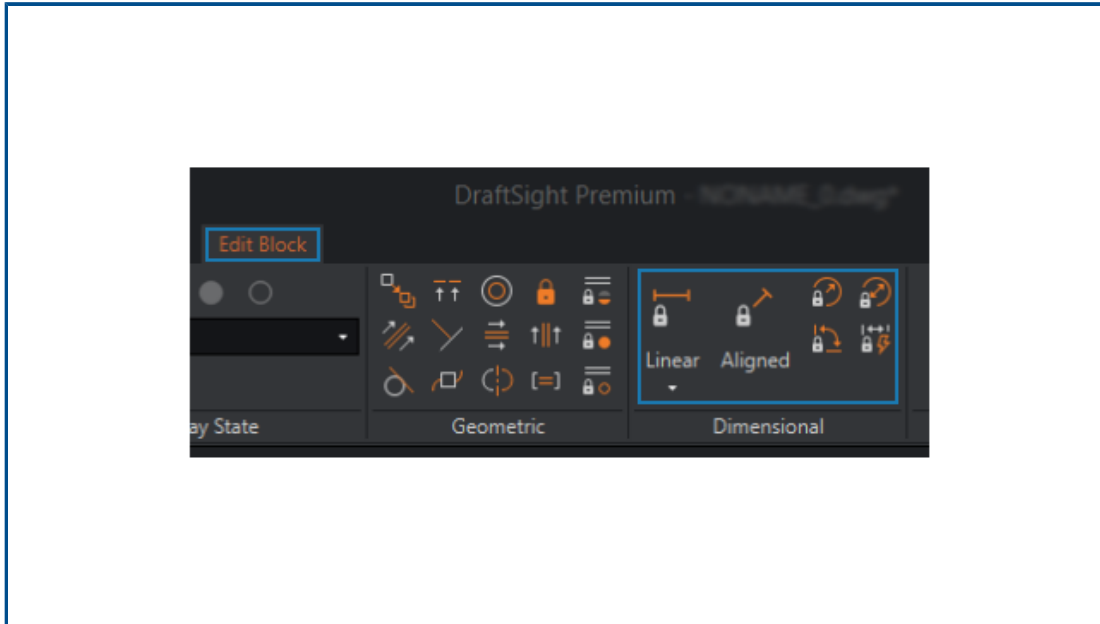 DraftSight Premium -
Edit Block
Linear
Aligned
ay State
Geometric
Dimensional